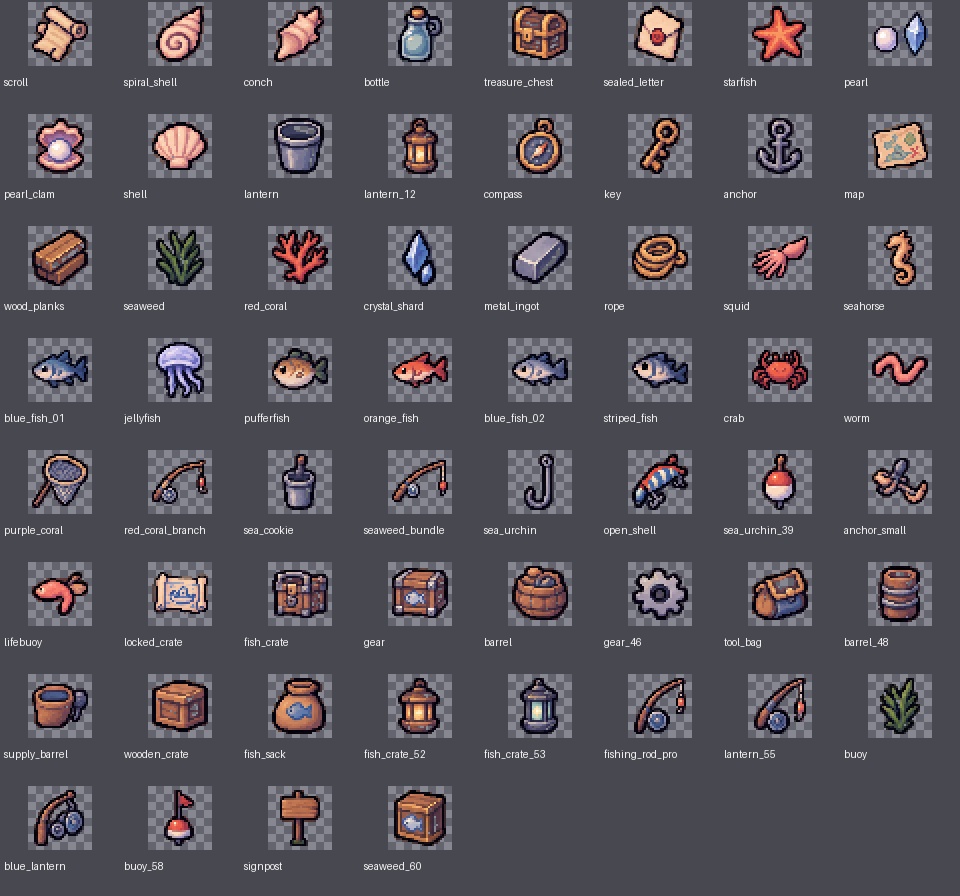 scroll spiral_shell conch bottle treasure_chest sealed_letter starfish pearl
pearl_clam shell lantern lantern_12 compass key anchor map
wood_planks seaweed red_coral crystal_shard metal_ingot rope squid seahorse
blue_fish_01 jellyfish pufferfish orange_fish blue_fish_02 striped_fish crab worm
purple_coral red_coral_branch sea_cookie seaweed_bundle sea_urchin open_shell sea_urchin_39 anchor_small
lifebuoy locked_crate fish_crate gear barrel gear_46 tool_bag barrel_48
supply_barrel wooden_crate fish_sack fish_crate_52 fish_crate_53 fishing_rod_pro lantern_55 buoy
blue_lantern buoy_58 signpost seaweed_60